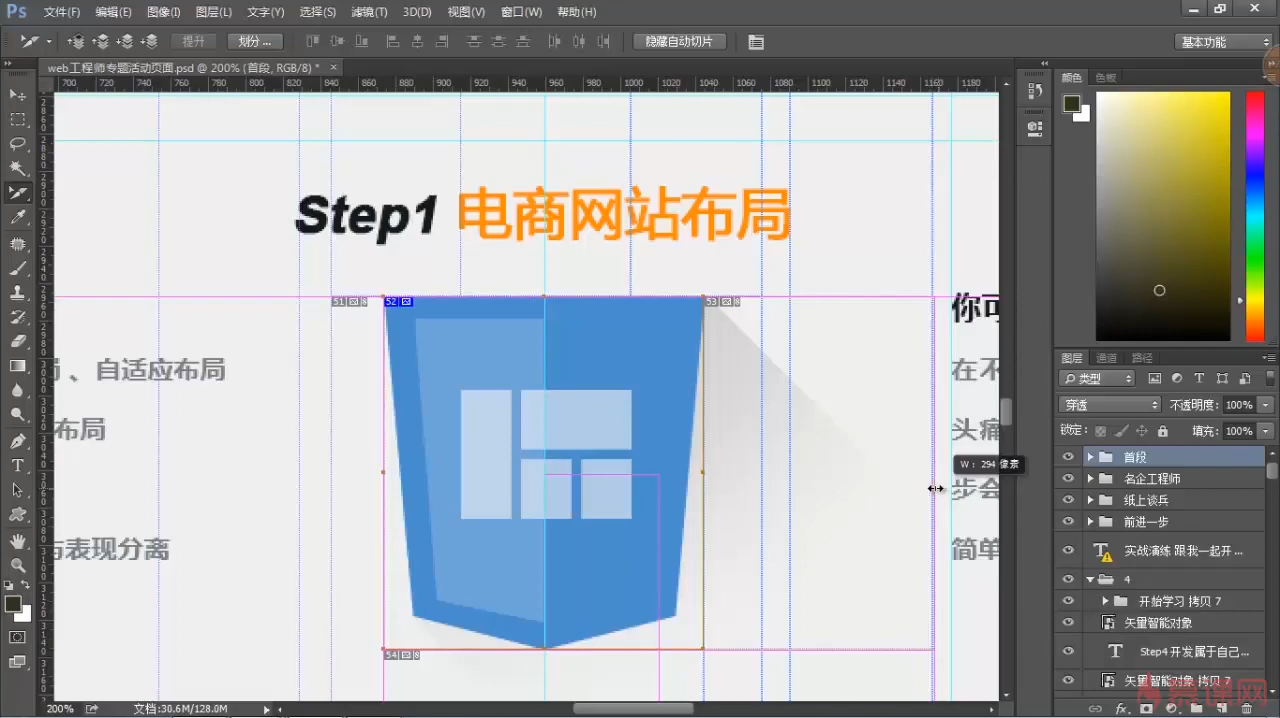 Ps 文件(F) 编辑(E) 图像(I) 图层(L) 文字(Y) 选择(S) 滤镜(T) 3D(D) 视图(V) 窗口(W) 帮助(H)
提升 划分... 隐藏自动切片 基本功能
web工程师专题活动页面.psd @ 200% (首段, RGB/8) * ×
700 720 740 760 780 800 820 840 860 880 900 920 940 960 980 1000 1020 1040 1060 1080 1100 1120 1140 1160 1180
颜色 色板
Step1 电商网站布局
51 52 53
你可
、自适应布局
在不
布局
头痛
W: 294 像素
步会
表现分离
简单
54
图层 通道 路径
类型
穿透 不透明度: 100%
锁定: 填充: 100%
首段
名企工程师
纸上谈兵
前进一步
实战演练 跟我一起开 ...
4
开始学习 拷贝 7
矢量智能对象
Step4 开发属于自己...
矢量智能对象 拷贝 2
慕课网
200% 文档:30.6M/128.0M